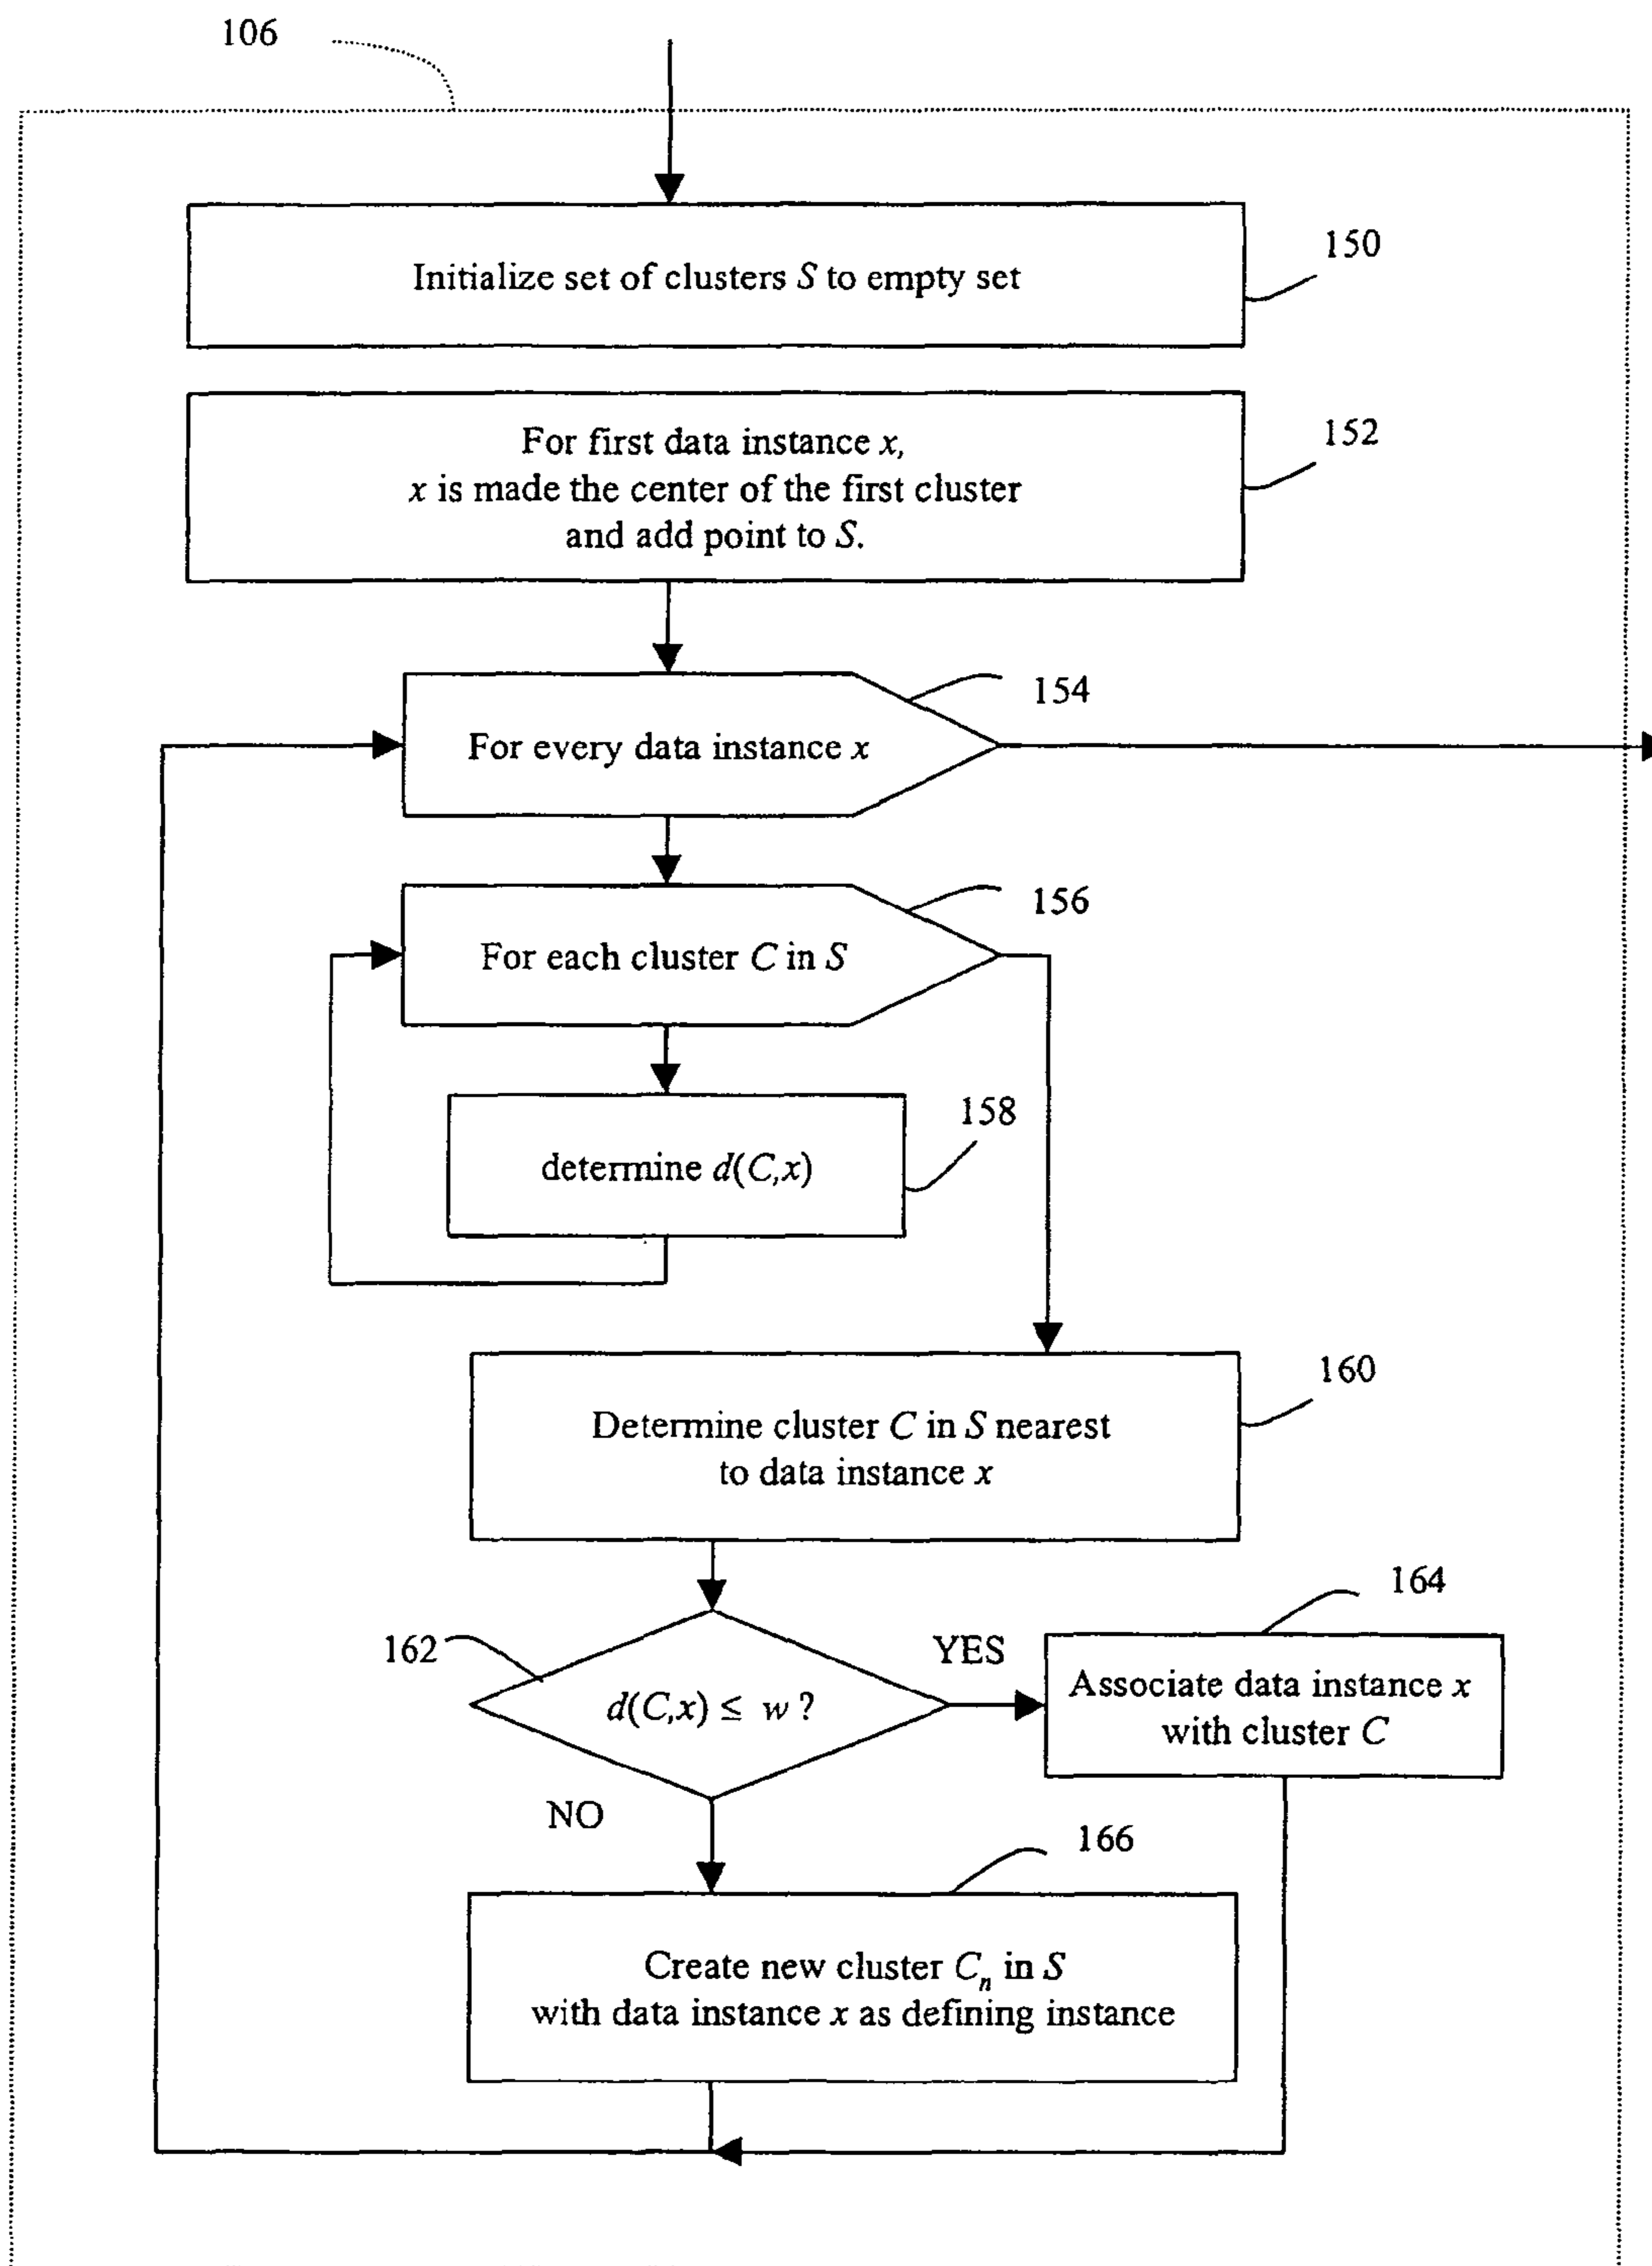 106
Initialize set of clusters S to empty set
150
For first data instance x,
x is made the center of the first cluster
and add point to S.
152
154
For every data instance x
156
For each cluster C in S
158
determine d(C,x)
160
Determine cluster C in S nearest
to data instance x
162
d(C,x) ≤ w ?
YES
164
Associate data instance x
with cluster C
NO
166
Create new cluster Cn in S
with data instance x as defining instance